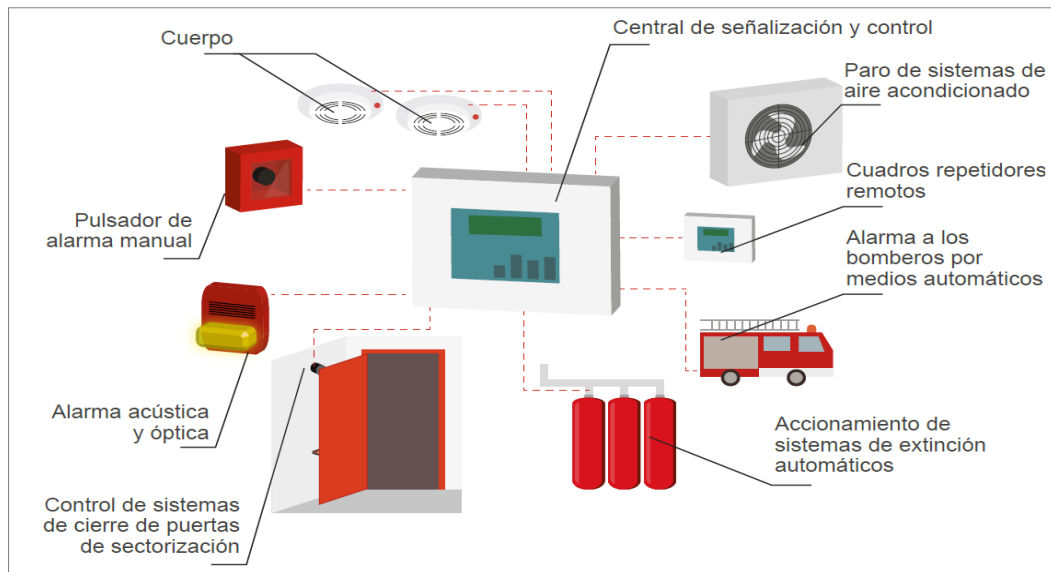 Cuerpo
Central de señalización y control
Paro de sistemas de
aire acondicionado
Cuadros repetidores
remotos
Pulsador de
alarma manual
Alarma a los
bomberos por
medios automáticos
Alarma acústica
y óptica
Accionamiento de
sistemas de extinción
automáticos
Control de sistemas
de cierre de puertas
de sectorización